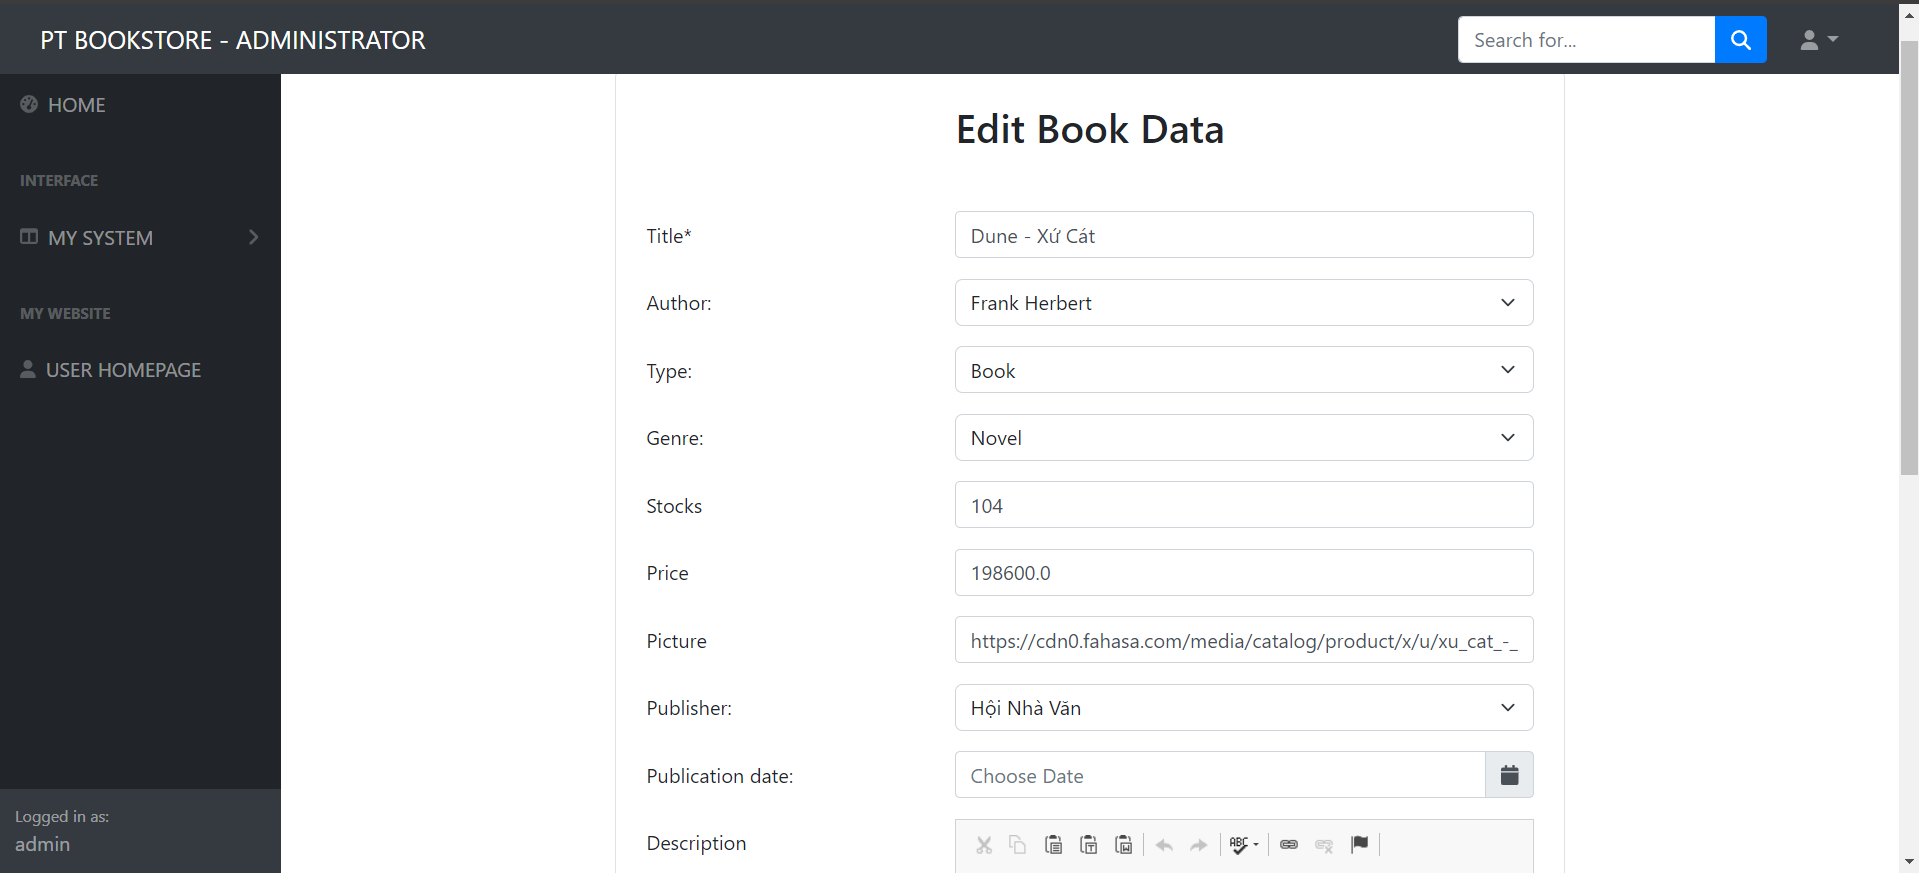 PT BOOKSTORE - ADMINISTRATOR
Search for...
HOME
INTERFACE
MY SYSTEM
MY WEBSITE
USER HOMEPAGE
Logged in as:
admin
Edit Book Data
Title*
Dune - Xứ Cát
Author:
Frank Herbert
Type:
Book
Genre:
Novel
Stocks
104
Price
198600.0
Picture
https://cdn0.fahasa.com/media/catalog/product/x/u/xu_cat_-_
Publisher:
Hội Nhà Văn
Publication date:
Choose Date
Description
ABC